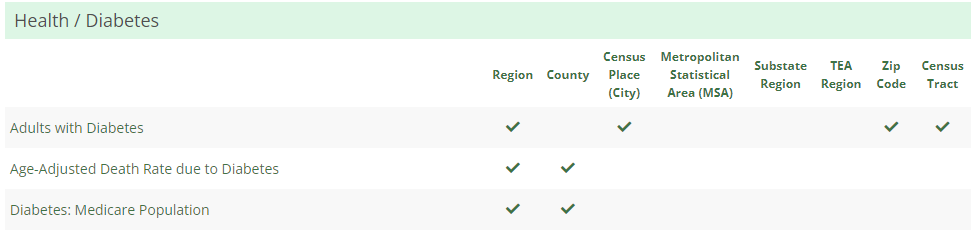 Health / Diabetes
Region County Census Place (City) Metropolitan Statistical Area (MSA) Substate Region TEA Region Zip Code Census Tract
Adults with Diabetes
Age-Adjusted Death Rate due to Diabetes
Diabetes: Medicare Population